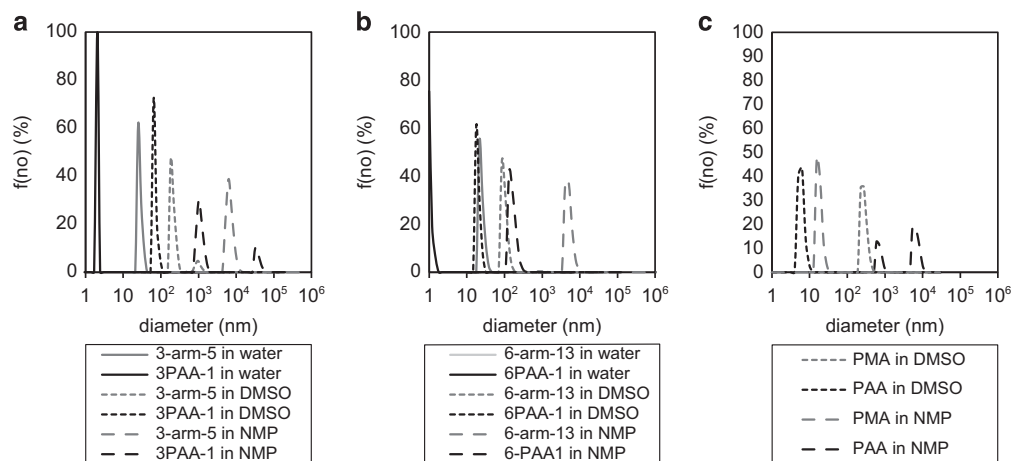 a
100
80
60
40
20
0
f(no) (%)
1 10 10² 10³ 10⁴ 10⁵ 10⁶
diameter (nm)
3-arm-5 in water
3PAA-1 in water
3-arm-5 in DMSO
3PAA-1 in DMSO
3-arm-5 in NMP
3PAA-1 in NMP
b
100
80
60
40
20
0
f(no) (%)
1 10 10² 10³ 10⁴ 10⁵ 10⁶
diameter (nm)
6-arm-13 in water
6PAA-1 in water
6-arm-13 in DMSO
6PAA-1 in DMSO
6-arm-13 in NMP
6-PAA1 in NMP
c
100
90
80
70
60
50
40
30
20
10
0
f(no) (%)
1 10 10² 10³ 10⁴ 10⁵ 10⁶
diameter (nm)
PMA in DMSO
PAA in DMSO
PMA in NMP
PAA in NMP